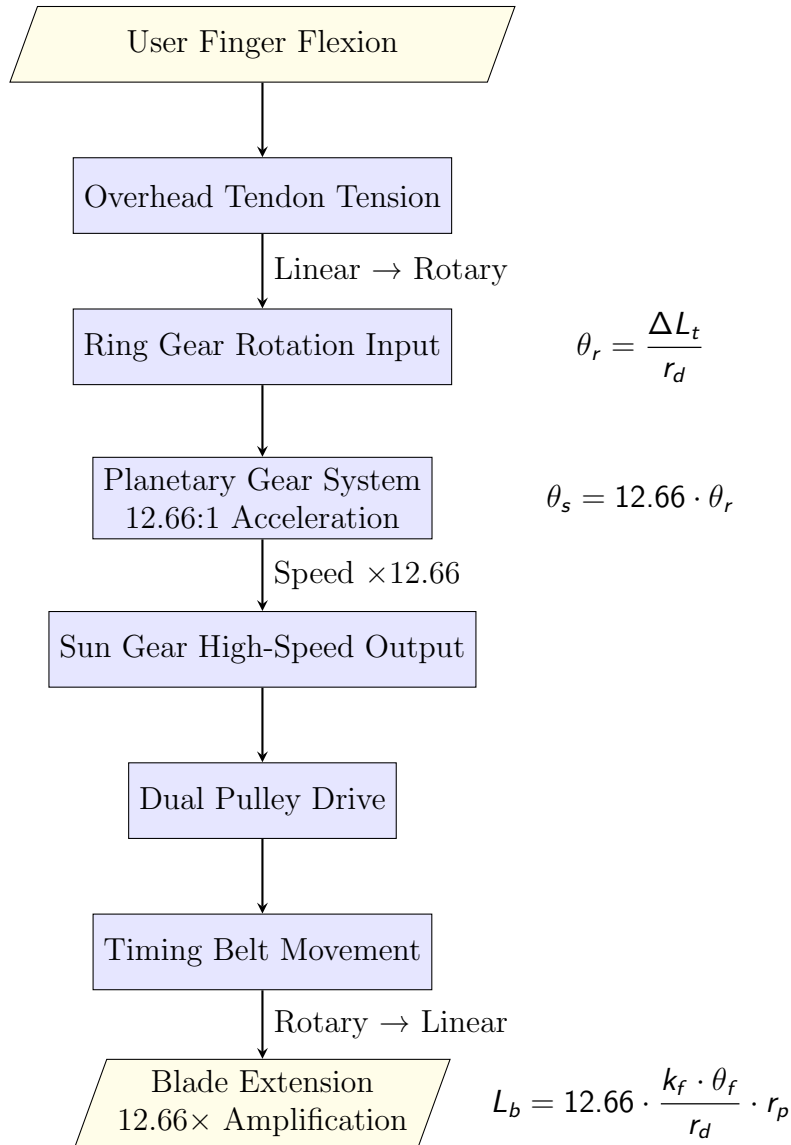 User Finger Flexion
Overhead Tendon Tension
Linear → Rotary
Ring Gear Rotation Input
θ_r = ΔL_t / r_d
Planetary Gear System
12.66:1 Acceleration
θ_s = 12.66 · θ_r
Speed ×12.66
Sun Gear High-Speed Output
Dual Pulley Drive
Timing Belt Movement
Rotary → Linear
Blade Extension
12.66× Amplification
L_b = 12.66 · k_f · θ_f / r_d · r_p